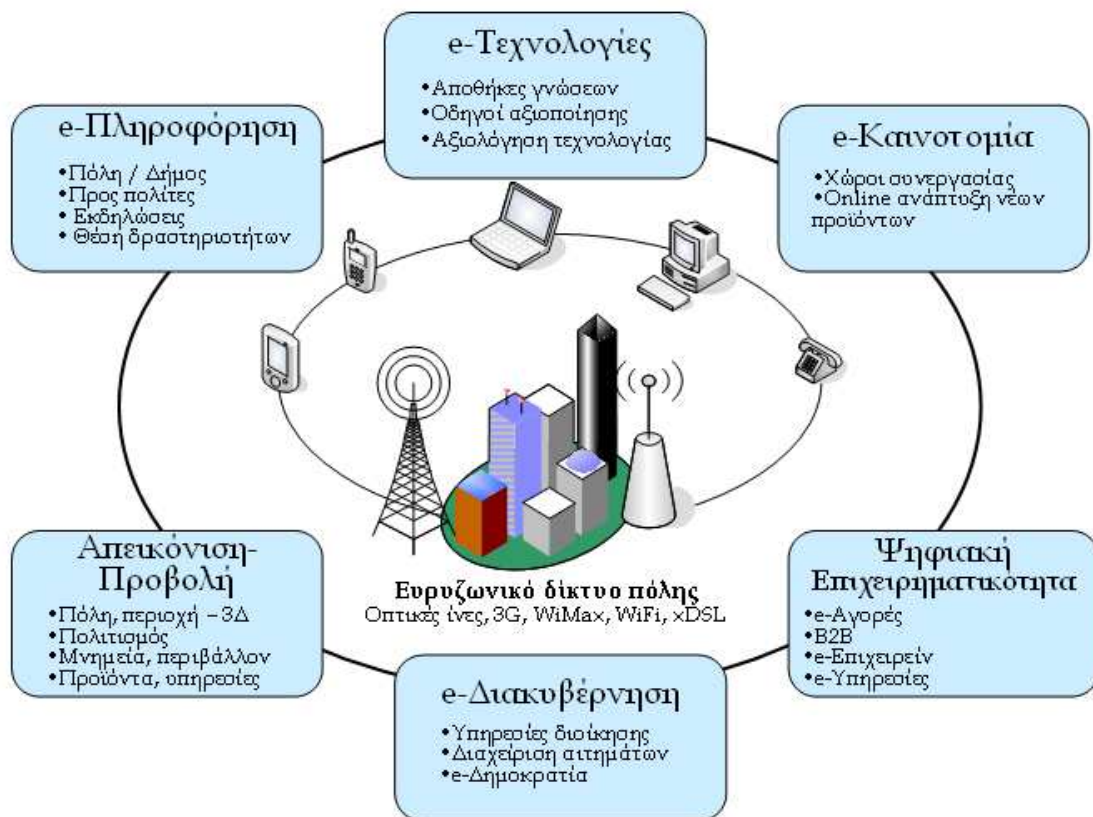 e-Τεχνολογίες
•Αποθήκες γνώσεων
•Οδηγοί αξιοποίησης
•Αξιολόγηση τεχνολογίας
e-Πληροφόρηση
•Πόλη / Δήμος
•Προς πολίτες
• Εκδηλώσεις
• Θέση δραστηριοτήτων
e-Καινοτομία
•Χώροι συνεργασίας
•Online ανάπτυξη νέων
προϊόντων
Απεικόνιση-
Προβολή
•Πόλη, περιοχή – 3Δ
•Πολιτισμός
•Μνημεία, περιβάλλον
•Προϊόντα, υπηρεσίες
Ευρυζωνικό δίκτυο πόλης
Οπτικές ίνες, 3G, WiMax, WiFi, xDSL
Ψηφιακή
Επιχειρηματικότητα
•e-Αγορές
•B2B
•e-Επιχειρείν
•e-Υπηρεσίες
e-Διακυβέρνηση
•Υπηρεσίες διοίκησης
•Διαχείριση αιτημάτων
•e-Δημοκρατία